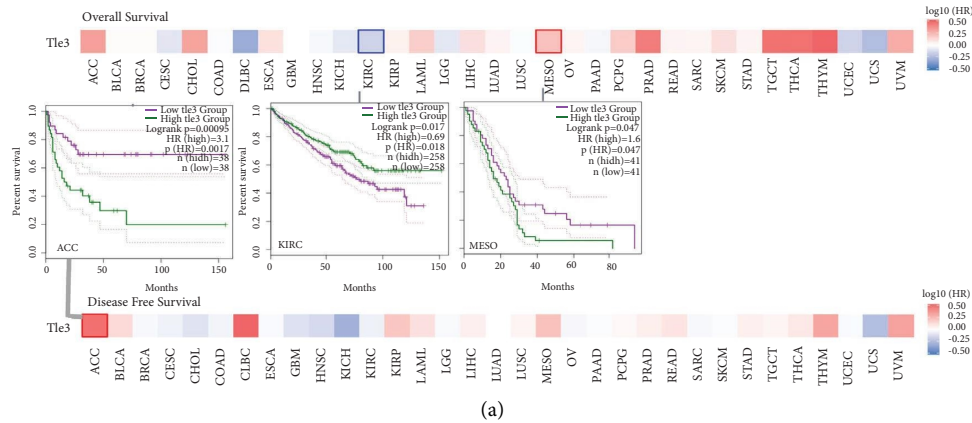 Overall Survival
log10 (HR)
0.50
0.25
0.00
-0.25
-0.50
Tle3
ACC BLCA BRCA CESC CHOL COAD DLBC ESCA GBM HNSC KICH KIRC KIRP LAML LGG LIHC LUAD LUSC MESO OV PAAD PCPG PRAD READ SARC SKCM STAD TGCT THCA THYM UCEC UCS UVM
Percent survival
1.0
0.8
0.6
0.4
0.2
0.0
Low tle3 Group
High tle3 Group
Logrank p=0.00095
HR (high)=3.1
p (HR)=0.0017
n (hidh)=38
n (low)=38
ACC
0 50 100 150
Months
Percent survival
1.0
0.8
0.6
0.4
0.2
0.0
Low tle3 Group
High tle3 Group
Logrank p=0.017
HR (high)=0.69
p (HR)=0.018
n (hidh)=258
n (low)=258
KIRC
0 50 100 150
Months
Percent survival
1.0
0.8
0.6
0.4
0.2
0.0
Low tle3 Group
High tle3 Group
Logrank p=0.047
HR (high)=1.6
p (HR)=0.047
n (hidh)=41
n (low)=41
MESO
0 20 40 60 80
Months
Disease Free Survival
log10 (HR)
0.50
0.25
0.00
-0.25
-0.50
Tle3
ACC BLCA BRCA CESC CHOL COAD CLBC ESCA GBM HNSC KICH KIRC KIRP LAML LGG LIHC LUAD LUSC MESO OV PAAD PCPG PRAD READ SARC SKCM STAD TGCT THCA THYM UCEC UCS UVM
(a)